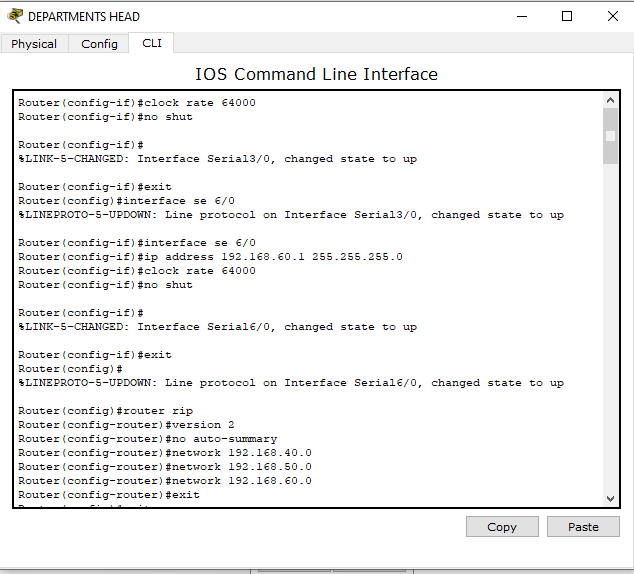 DEPARTMENTS HEAD
Physical Config CLI
IOS Command Line Interface
Router(config-if)#clock rate 64000
Router(config-if)#no shut
Router(config-if)#
%LINK-5-CHANGED: Interface Serial3/0, changed state to up
Router(config-if)#exit
Router(config)#interface se 6/0
%LINEPROTO-5-UPDOWN: Line protocol on Interface Serial3/0, changed state to up
Router(config-if)#interface se 6/0
Router(config-if)#ip address 192.168.60.1 255.255.255.0
Router(config-if)#clock rate 64000
Router(config-if)#no shut
Router(config-if)#
%LINK-5-CHANGED: Interface Serial6/0, changed state to up
Router(config-if)#exit
Router(config)#
%LINEPROTO-5-UPDOWN: Line protocol on Interface Serial6/0, changed state to up
Router(config)#router rip
Router(config-router)#version 2
Router(config-router)#no auto-summary
Router(config-router)#network 192.168.40.0
Router(config-router)#network 192.168.50.0
Router(config-router)#network 192.168.60.0
Router(config-router)#exit
Copy Paste